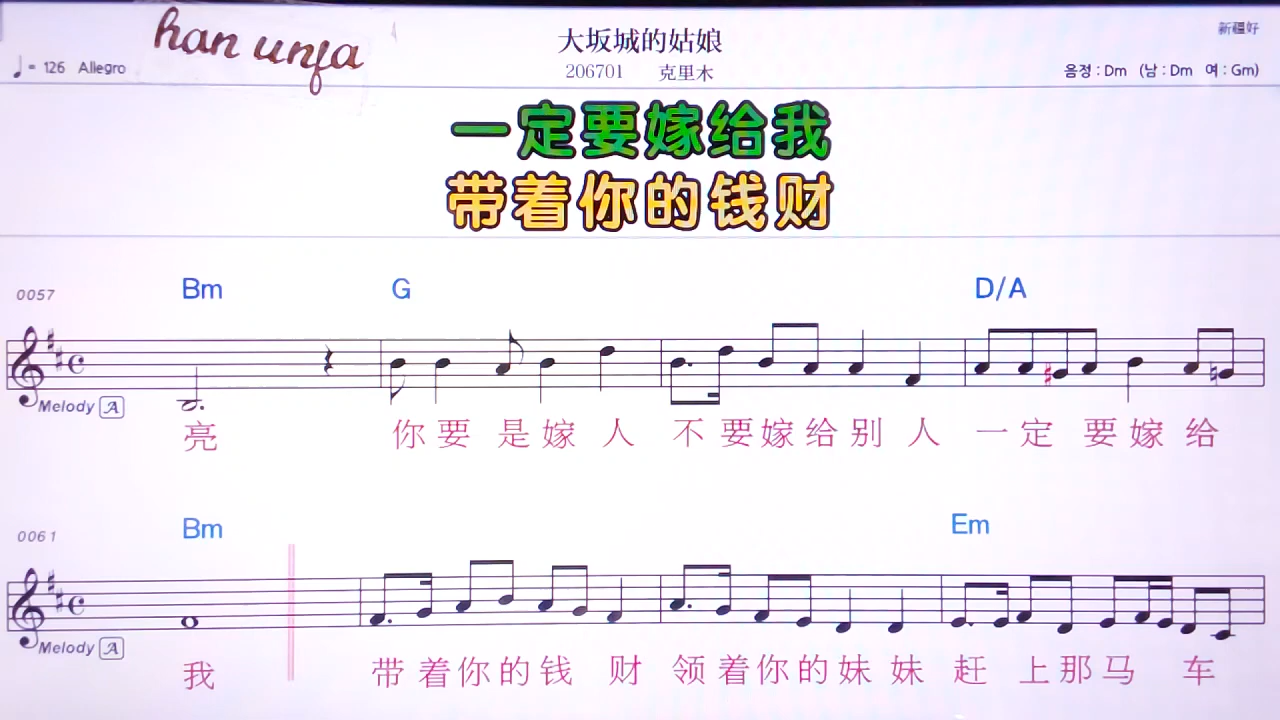 han unfa
大坂城的姑娘
新疆好
♩= 126 Allegro
206701 克里木
음정 : Dm (남 : Dm 여 : Gm)
一定要嫁给我
带着你的钱财
Bm G D/A
0057
Melody A
亮 你要是嫁人 不要嫁给别人 一定要嫁给
Bm Em
0061
Melody A
我 带着你的钱财 领着你的妹妹 赶上那马车